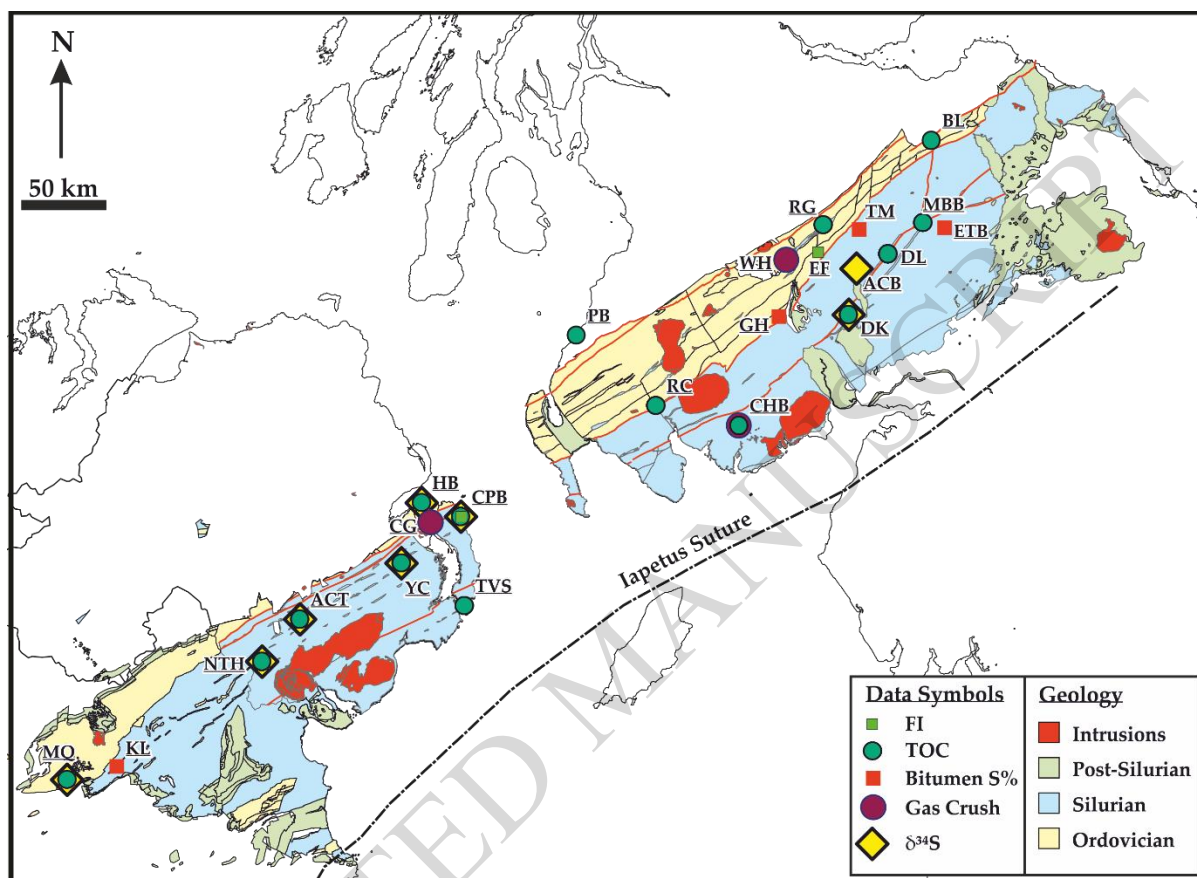 N
50 km
BL
RG
TM
MBB
ETB
WH
EF
DL
ACB
PB
GH
DK
RC
CHB
HB
CPB
CG
Iapetus Suture
YC
TVS
ACT
NTH
MQ
KL
Data Symbols
FI
TOC
Bitumen S%
Gas Crush
δ³⁴S
Geology
Intrusions
Post-Silurian
Silurian
Ordovician
TED MANUSCRIPT